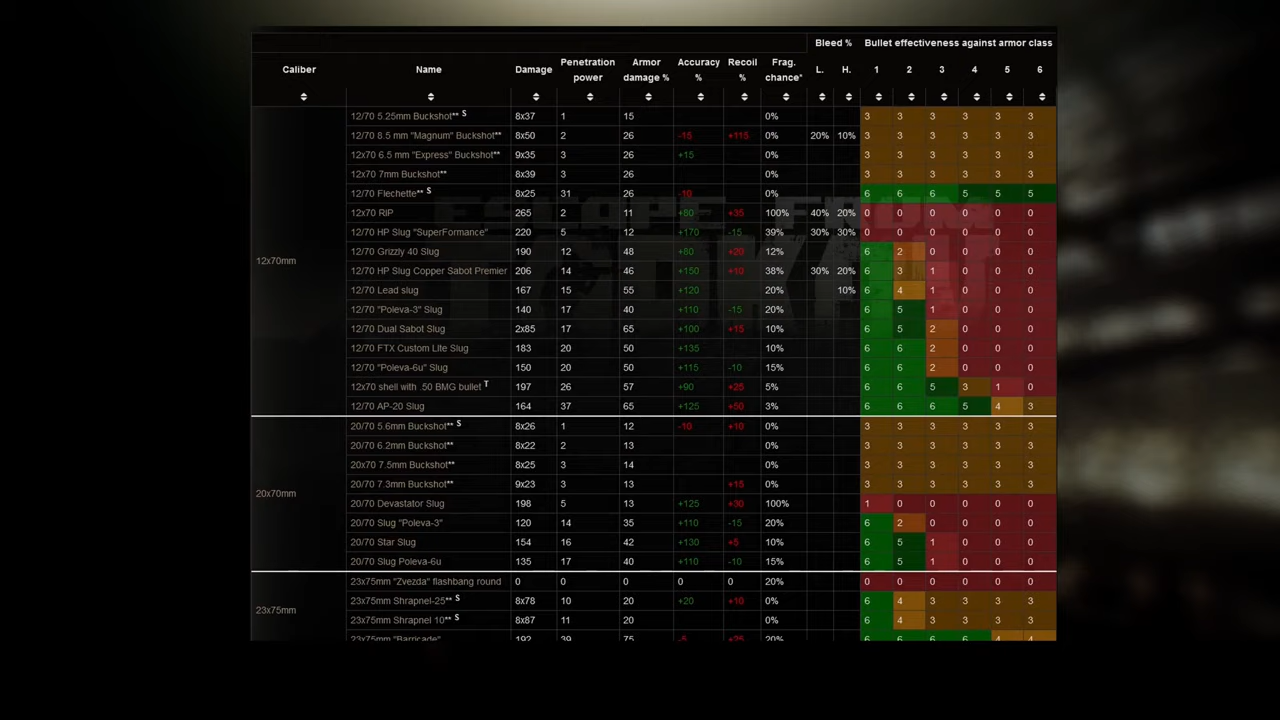 Bleed % Bullet effectiveness against armor class
Caliber Name Damage Penetration power Armor damage % Accuracy % Recoil % Frag. chance* L. H. 1 2 3 4 5 6
12x70mm
12/70 5.25mm Buckshot** S 8x37 1 15 0% 3 3 3 3 3 3
12/70 8.5 mm "Magnum" Buckshot** 8x50 2 26 -15 +115 0% 20% 10% 3 3 3 3 3 3
12x70 6.5 mm "Express" Buckshot** 9x35 3 26 +15 0% 3 3 3 3 3 3
12x70 7mm Buckshot** 8x39 3 26 0% 3 3 3 3 3 3
12/70 Flechette** S 8x25 31 26 -10 0% 6 6 6 5 5 5
12x70 RIP 265 2 11 +80 +35 100% 40% 20% 0 0 0 0 0 0
12/70 HP Slug "SuperFormance" 220 5 12 +170 -15 39% 30% 30% 0 0 0 0 0 0
12/70 Grizzly 40 Slug 190 12 48 +80 +20 12% 6 2 0 0 0 0
12/70 HP Slug Copper Sabot Premier 206 14 46 +150 +10 38% 30% 20% 6 3 1 0 0 0
12/70 Lead slug 167 15 55 +120 20% 10% 6 4 1 0 0 0
12/70 "Poleva-3" Slug 140 17 40 +110 -15 20% 6 5 1 0 0 0
12/70 Dual Sabot Slug 2x85 17 65 +100 +15 10% 6 5 2 0 0 0
12/70 FTX Custom LIte Slug 183 20 50 +135 10% 6 6 2 0 0 0
12/70 "Poleva-6u" Slug 150 20 50 +115 -10 15% 6 6 2 0 0 0
12x70 shell with .50 BMG bullet T 197 26 57 +90 +25 5% 6 6 5 3 1 0
12/70 AP-20 Slug 164 37 65 +125 +50 3% 6 6 6 5 4 3
20x70mm
20/70 5.6mm Buckshot** S 8x26 1 12 -10 +10 0% 3 3 3 3 3 3
20/70 6.2mm Buckshot** 8x22 2 13 0% 3 3 3 3 3 3
20x70 7.5mm Buckshot** 8x25 3 14 0% 3 3 3 3 3 3
20/70 7.3mm Buckshot** 9x23 3 13 +15 0% 3 3 3 3 3 3
20/70 Devastator Slug 198 5 13 +125 +30 100% 1 0 0 0 0 0
20/70 Slug "Poleva-3" 120 14 35 +110 -15 20% 6 2 0 0 0 0
20/70 Star Slug 154 16 42 +130 +5 10% 6 5 1 0 0 0
20/70 Slug Poleva-6u 135 17 40 +110 -10 15% 6 5 1 0 0 0
23x75mm
23x75mm "Zvezda" flashbang round 0 0 0 0 0 20% 0 0 0 0 0 0
23x75mm Shrapnel-25** S 8x78 10 20 +20 +10 0% 6 4 3 3 3 3
23x75mm Shrapnel 10** S 8x87 11 20 0% 6 4 3 3 3 3
23x75mm "Barricade" 192 39 75 -5 +25 20% 6 6 6 6 4 4
ESCAPE FROM
TARKOV